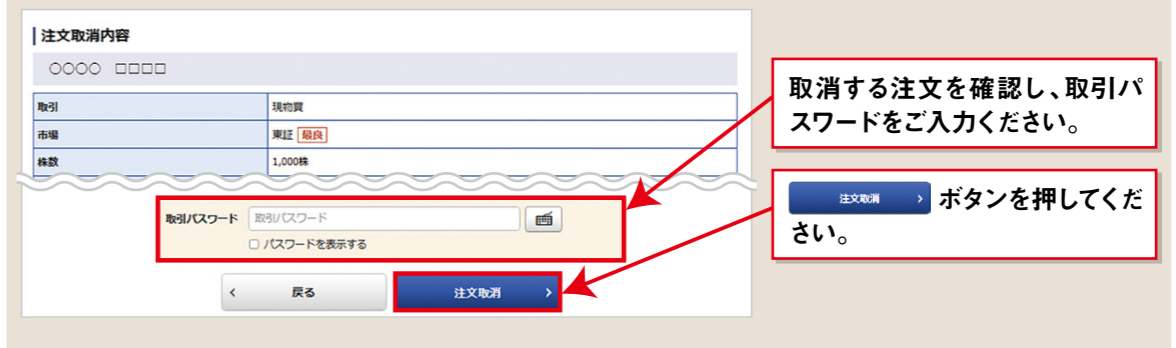 注文取消内容
○○○○ □□□□
取引 現物買
市場 東証 最良
株数 1,000株
取引パスワード 取引パスワード
パスワードを表示する
< 戻る
注文取消 >
取消する注文を確認し、取引パ
スワードをご入力ください。
注文取消 > ボタンを押してくだ
さい。